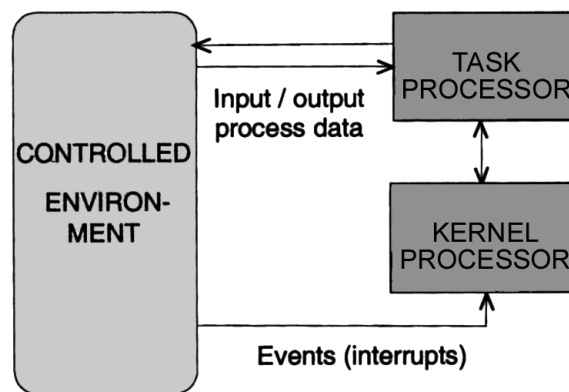 CONTROLLED
ENVIRON-
MENT
Input / output
process data
TASK
PROCESSOR
KERNEL
PROCESSOR
Events (interrupts)